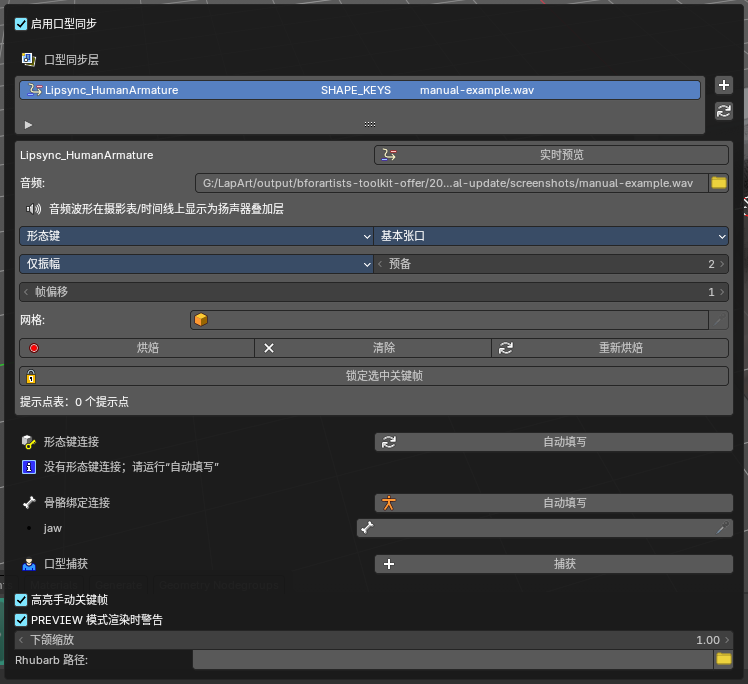 启用口型同步
口型同步层
Lipsync_HumanArmature SHAPE_KEYS manual-example.wav
Lipsync_HumanArmature 实时预览
音频: G:/LapArt/output/bforartists-toolkit-offer/20...al-update/screenshots/manual-example.wav
音频波形在摄影表/时间线上显示为扬声器叠加层
形态键 基本张口
仅振幅 预备 2
帧偏移 1
网格:
烘焙 清除 重新烘焙
锁定选中关键帧
提示点表: 0 个提示点
形态键连接 自动填写
没有形态键连接；请运行“自动填写”
骨骼绑定连接 自动填写
jaw
口型捕获 捕获
高亮手动关键帧
PREVIEW 模式渲染时警告
下颌缩放 1.00
Rhubarb 路径: